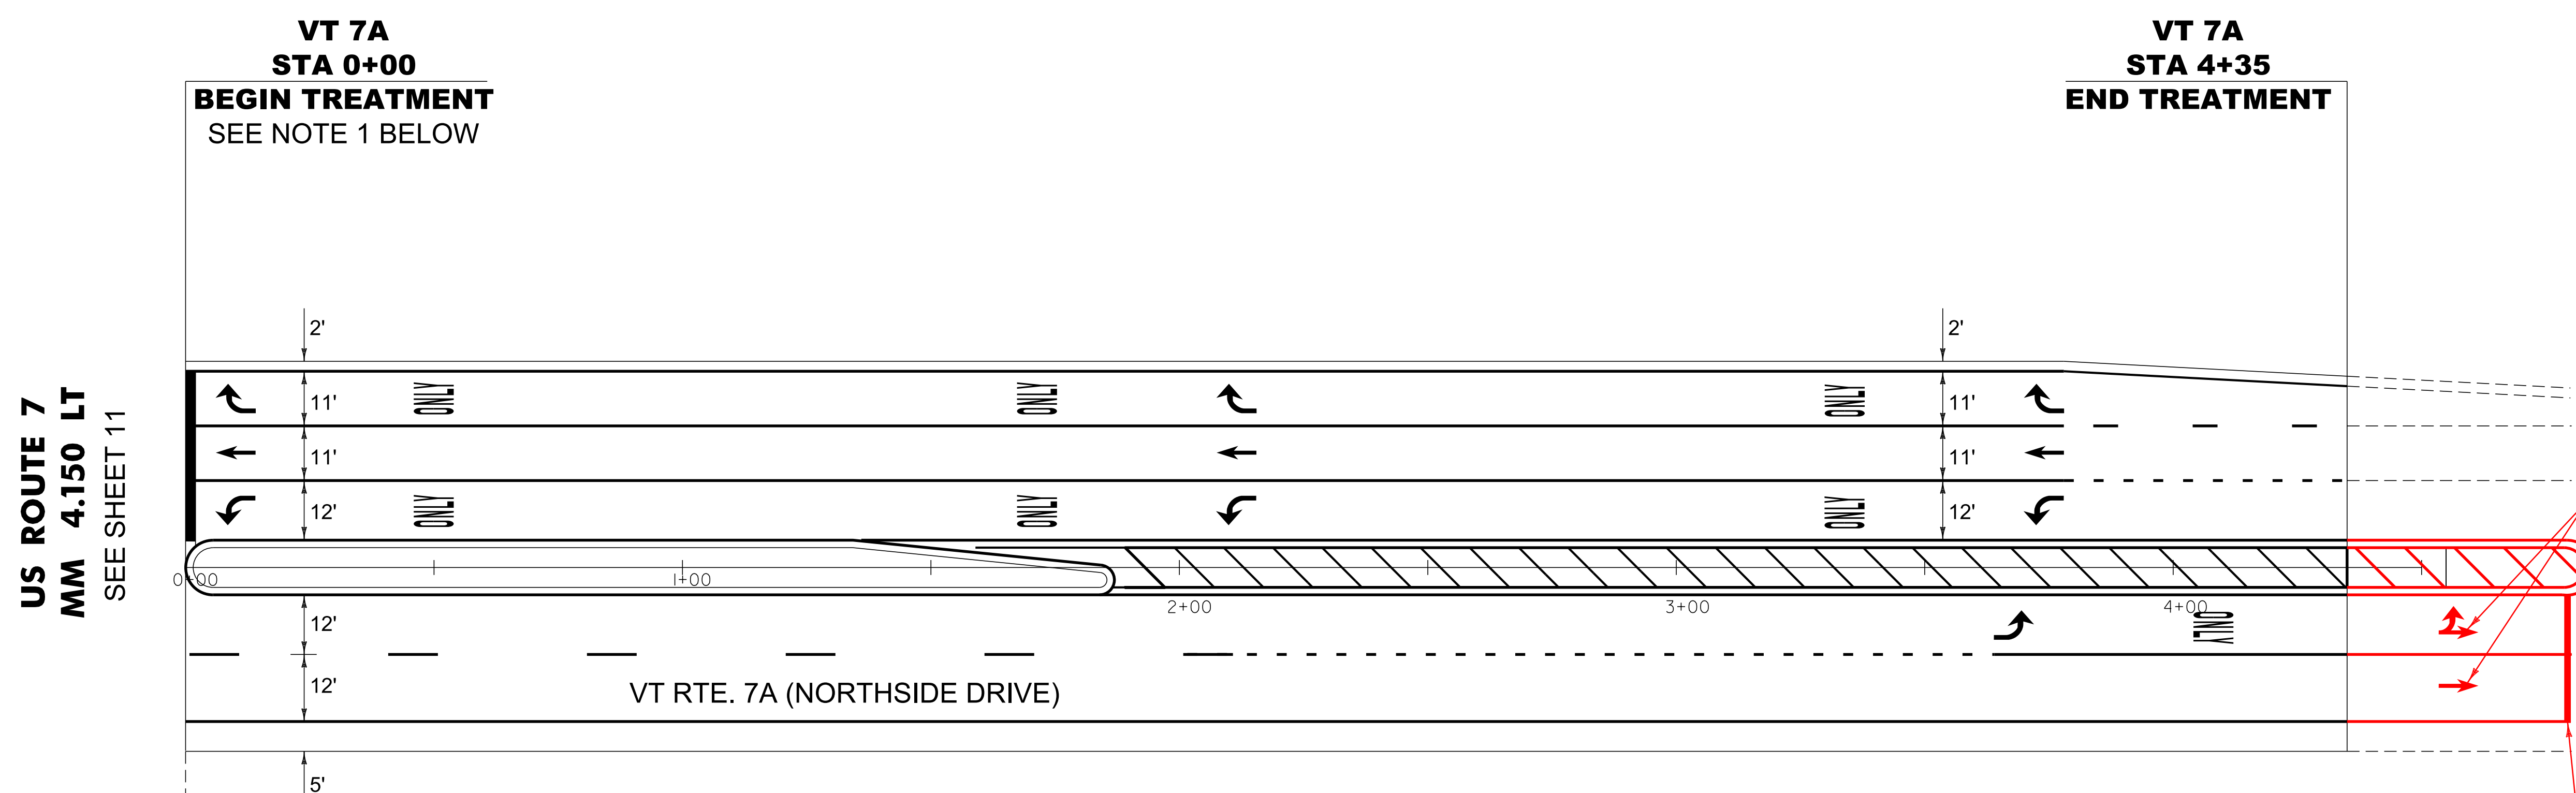 VT 7A
STA 0+00
BEGIN TREATMENT
SEE NOTE 1 BELOW
VT 7A
STA 4+35
END TREATMENT
US ROUTE 7
MM 4.150 LT
SEE SHEET 11
2'
2'
11'
ONLY
ONLY
ONLY
11'
11'
11'
12'
ONLY
ONLY
ONLY
12'
0+00
1+00
2+00
3+00
4+00
12'
ONLY
12'
VT RTE. 7A (NORTHSIDE DRIVE)
5'